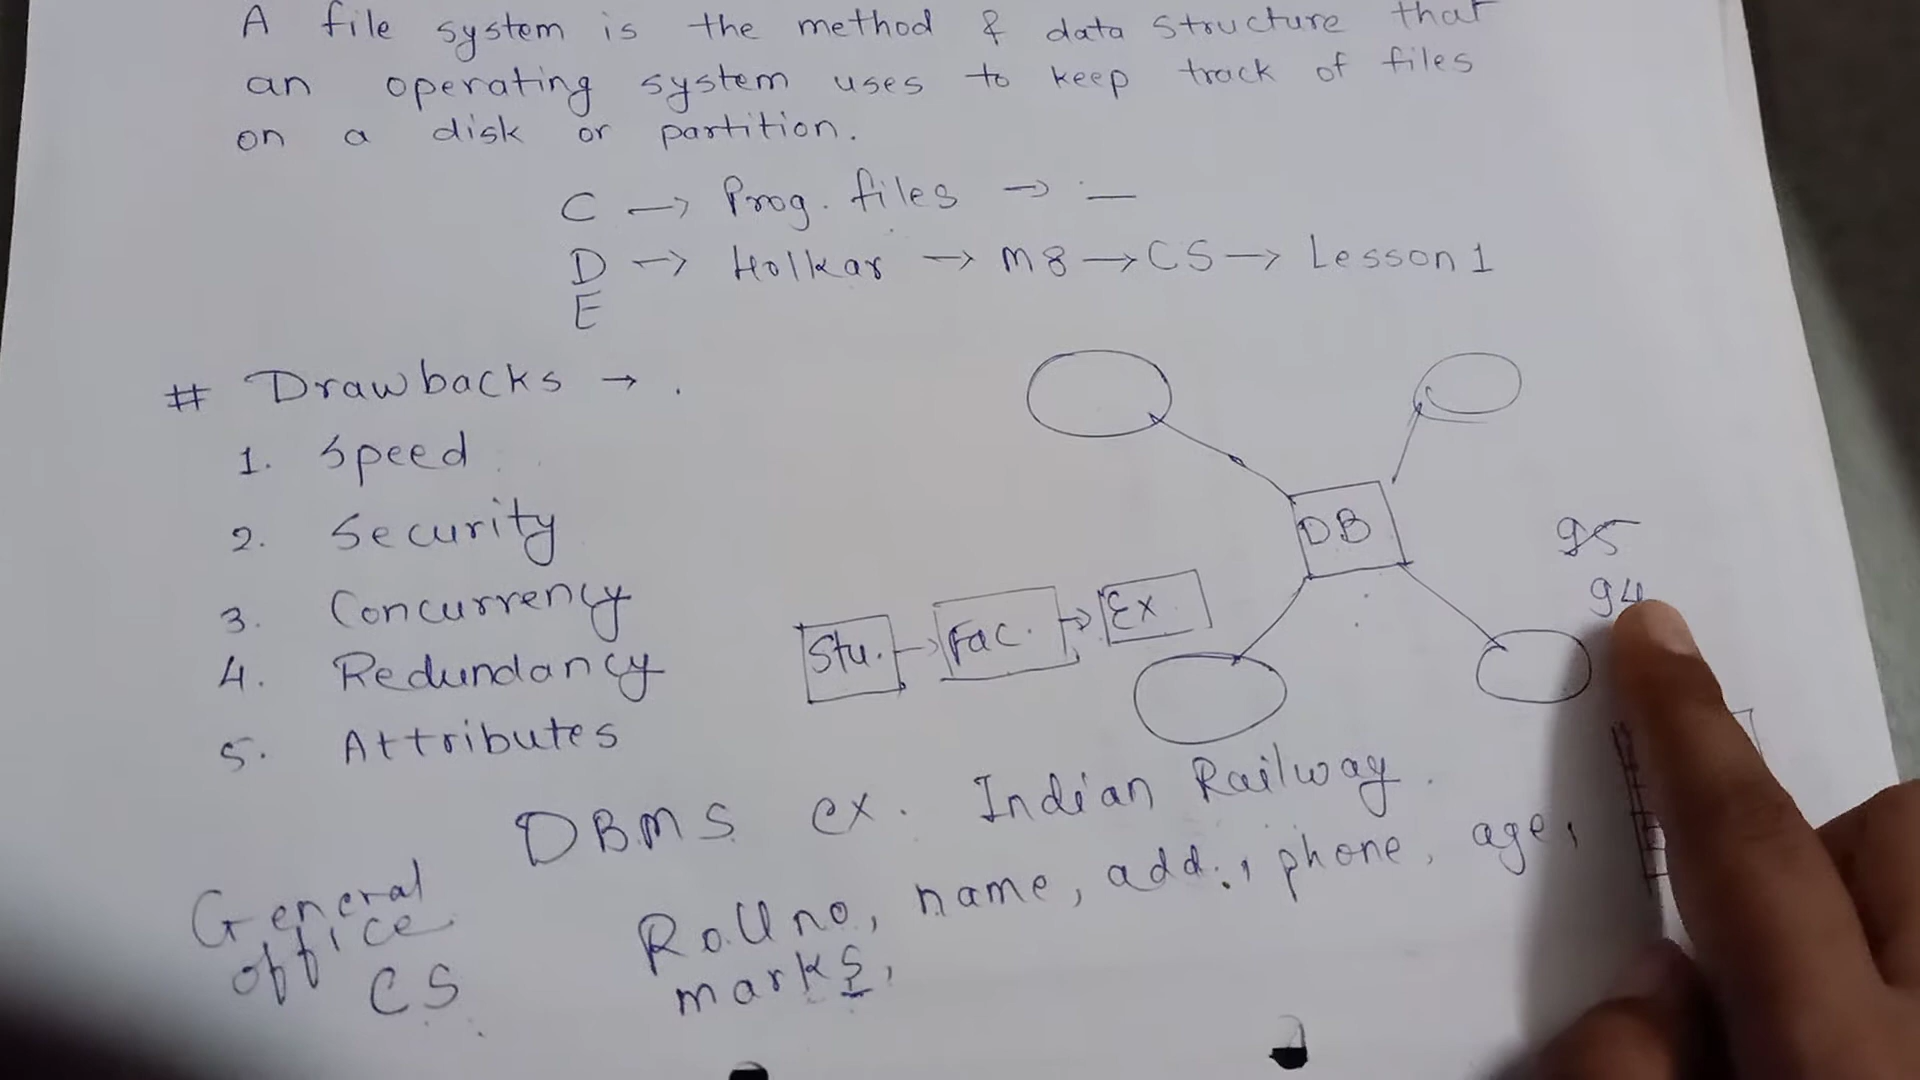 A file system is the method & data structure that
an operating system uses to keep track of files
on a disk or partition.
C → Prog. files → —
D → Holkar → M8 → CS → Lesson 1
E
# Drawbacks →
1. Speed
2. Security
3. Concurrency
4. Redundancy
5. Attributes
DB
95
94
Stu. → Fac. → Ex.
DBMS ex. Indian Railway.
General
office
CS
Roll no, name, add., phone, age,
marks,